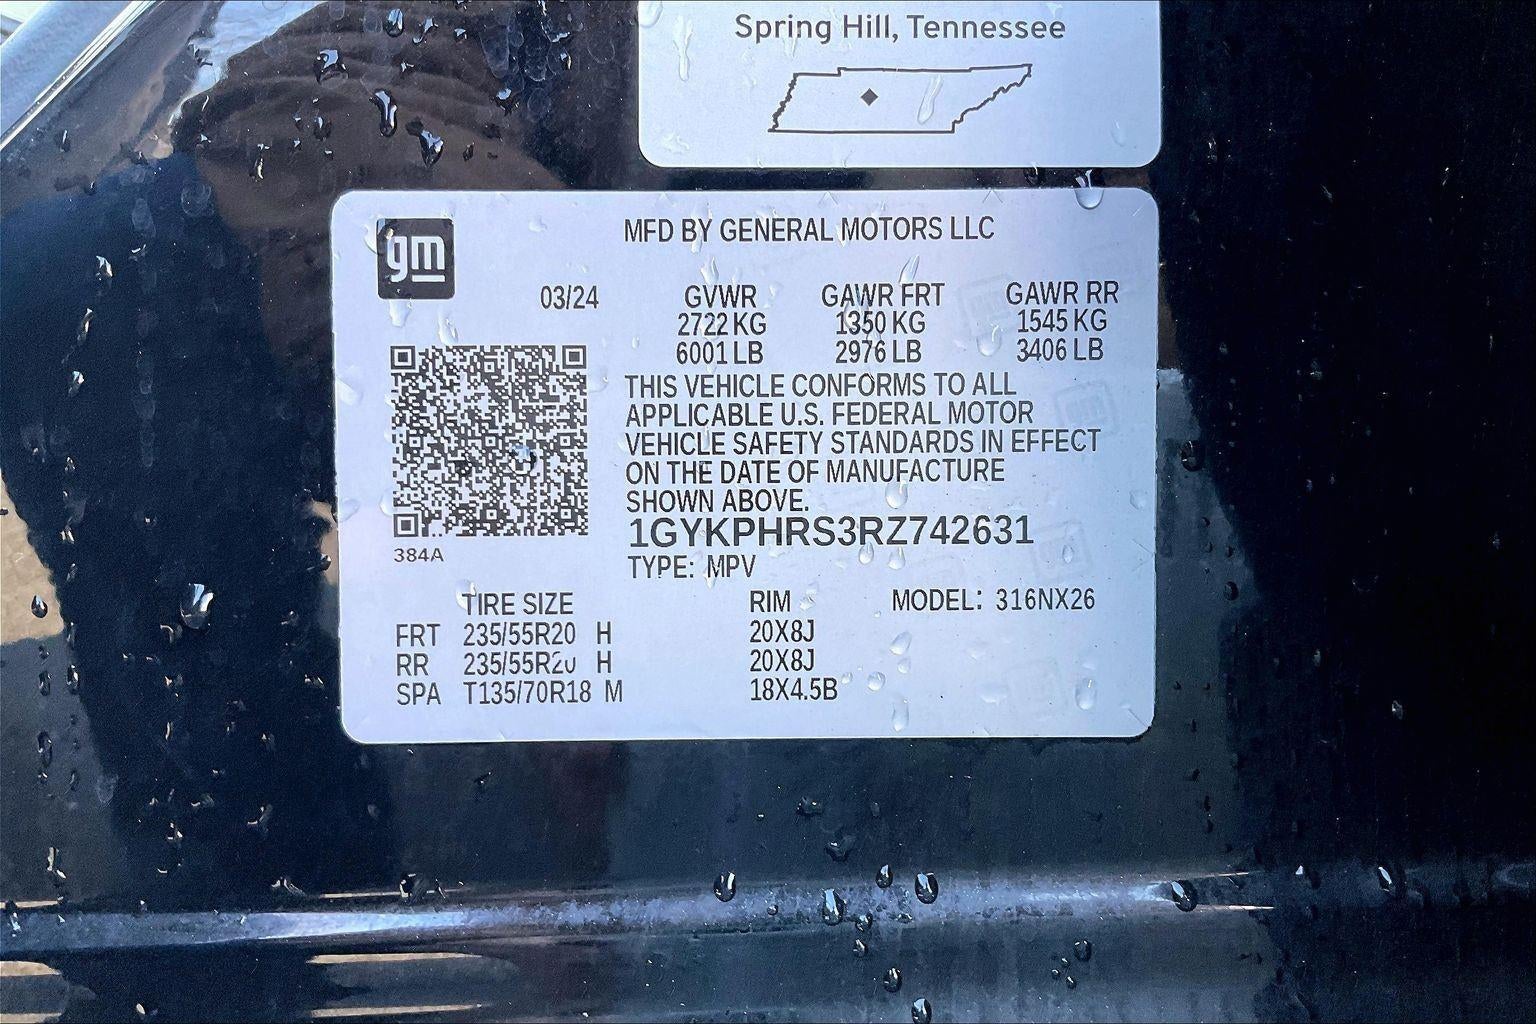 Spring Hill, Tennessee
gm
MFD BY GENERAL MOTORS LLC
03/24 GVWR GAWR FRT GAWR RR
2722 KG 1350 KG 1545 KG
6001 LB 2976 LB 3406 LB
THIS VEHICLE CONFORMS TO ALL
APPLICABLE U.S. FEDERAL MOTOR
VEHICLE SAFETY STANDARDS IN EFFECT
ON THE DATE OF MANUFACTURE
SHOWN ABOVE.
1GYKPHRS3RZ742631
384A
TYPE: MPV
TIRE SIZE RIM MODEL: 316NX26
FRT 235/55R20 H 20X8J
RR 235/55R20 H 20X8J
SPA T135/70R18 M 18X4.5B